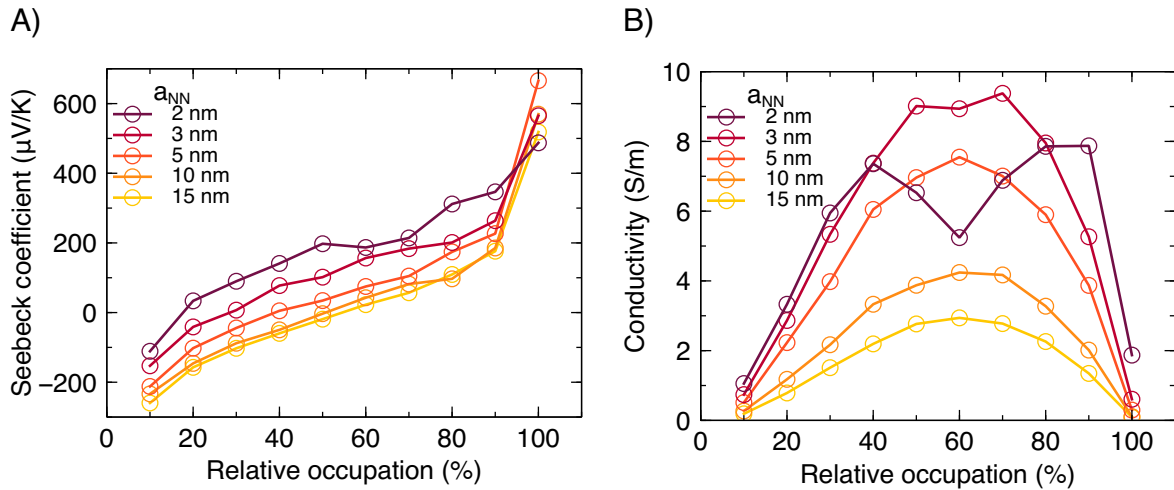 A)
Seebeck coefficient (μV/K)
600
400
200
0
−200
a_NN
2 nm
3 nm
5 nm
10 nm
15 nm
0 20 40 60 80 100
Relative occupation (%)
B)
Conductivity (S/m)
10
8
6
4
2
0
a_NN
2 nm
3 nm
5 nm
10 nm
15 nm
0 20 40 60 80 100
Relative occupation (%)